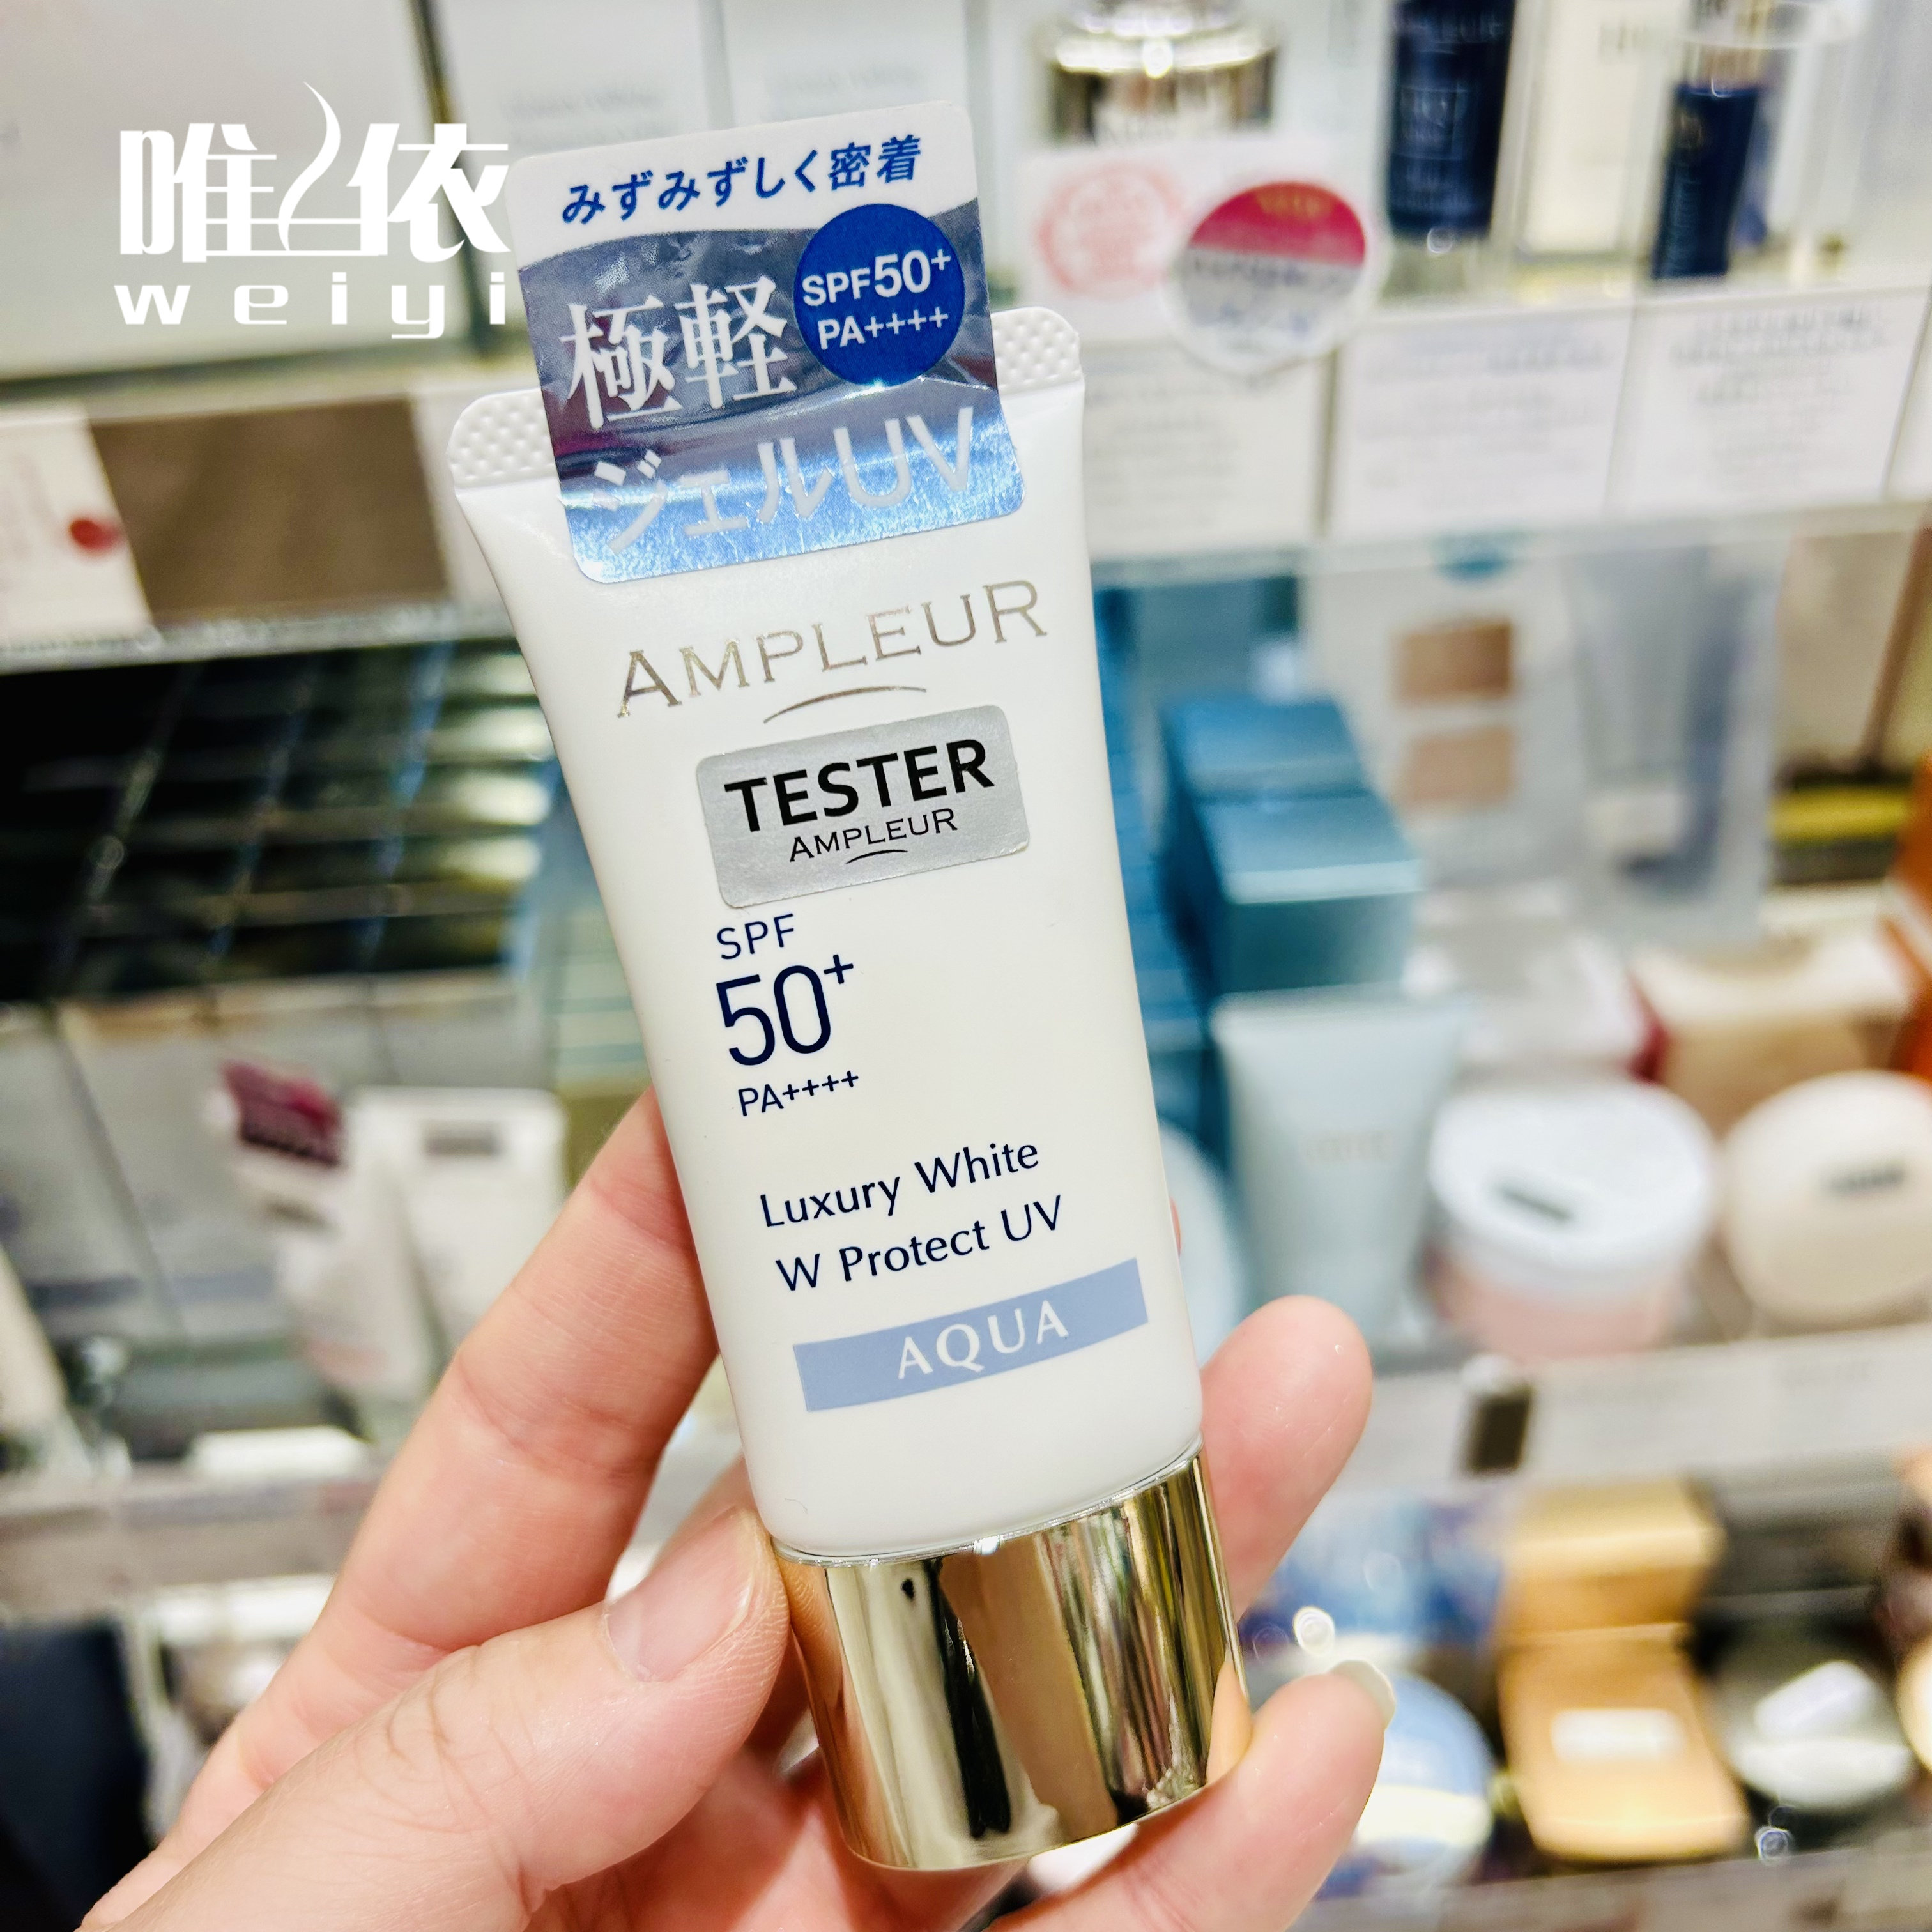 唯依
weiyi
みずみずしく密着
極軽
SPF50+
PA++++
ジェルUV
AMPLEUR
TESTER
AMPLEUR
SPF
50+
PA++++
Luxury White
W Protect UV
AQUA